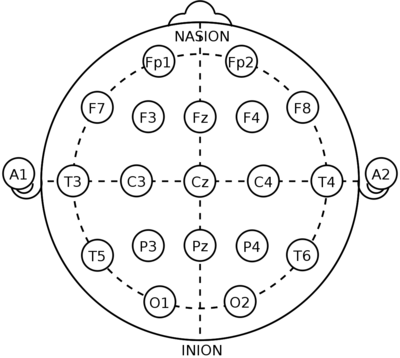 NASION
Fp1 Fp2
F7 F3 Fz F4 F8
A1 T3 C3 Cz C4 T4 A2
T5 P3 Pz P4 T6
O1 O2
INION